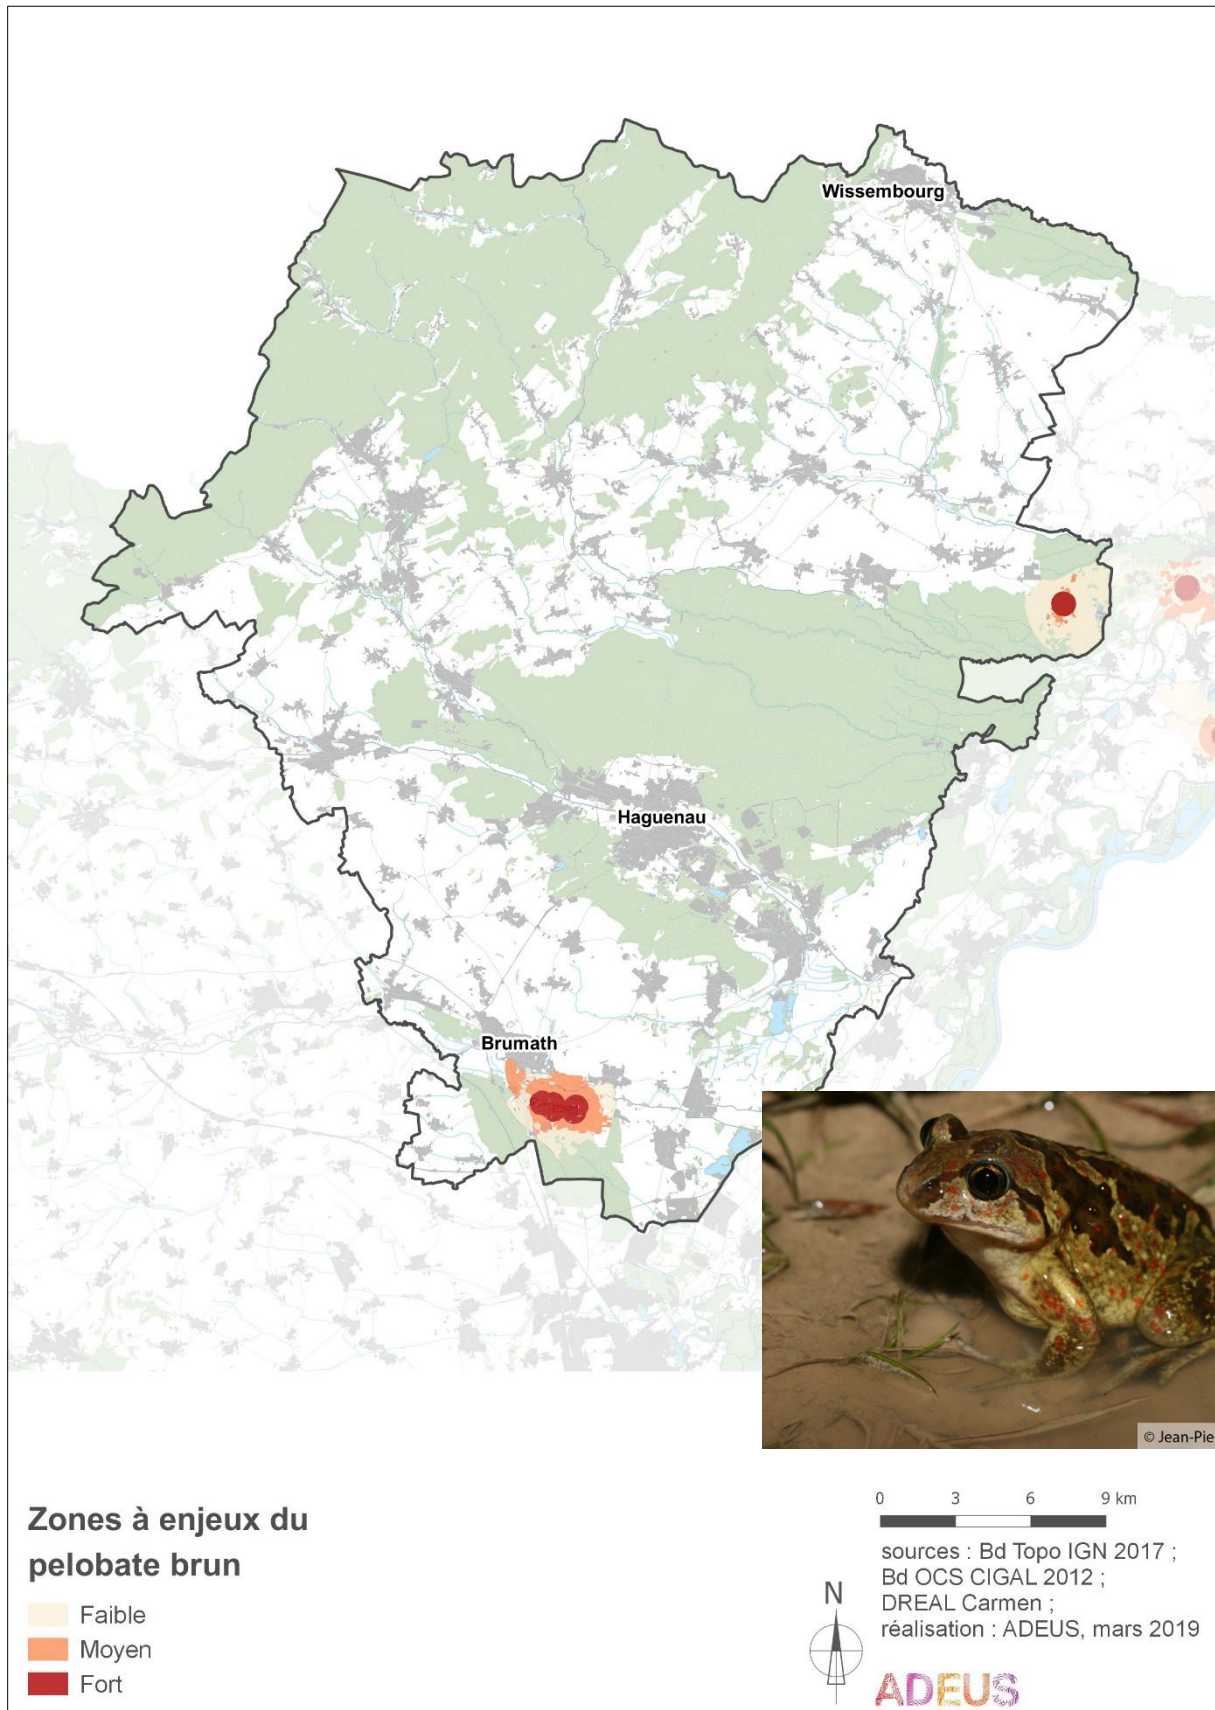 Wissembourg
Haguenau
Brumath
© Jean-Pie
Zones à enjeux du
pelobate brun
Faible
Moyen
Fort
0 3 6 9 km
sources : Bd Topo IGN 2017 ;
Bd OCS CIGAL 2012 ;
DREAL Carmen ;
réalisation : ADEUS, mars 2019
N
ADEUS